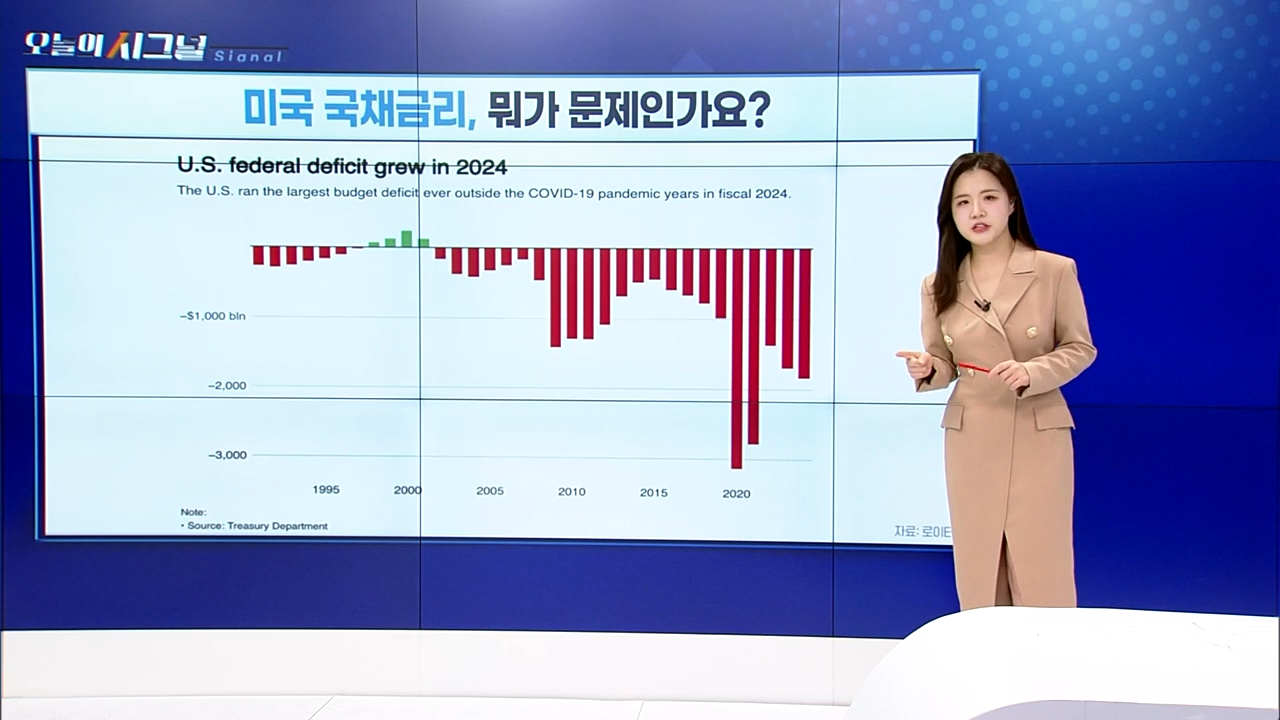 오늘의 시그널
Signal
미국 국채금리, 뭐가 문제인가요?
U.S. federal deficit grew in 2024
The U.S. ran the largest budget deficit ever outside the COVID-19 pandemic years in fiscal 2024.
–$1,000 bln
–2,000
–3,000
1995 2000 2005 2010 2015 2020
Note:
• Source: Treasury Department
자료: 로이터